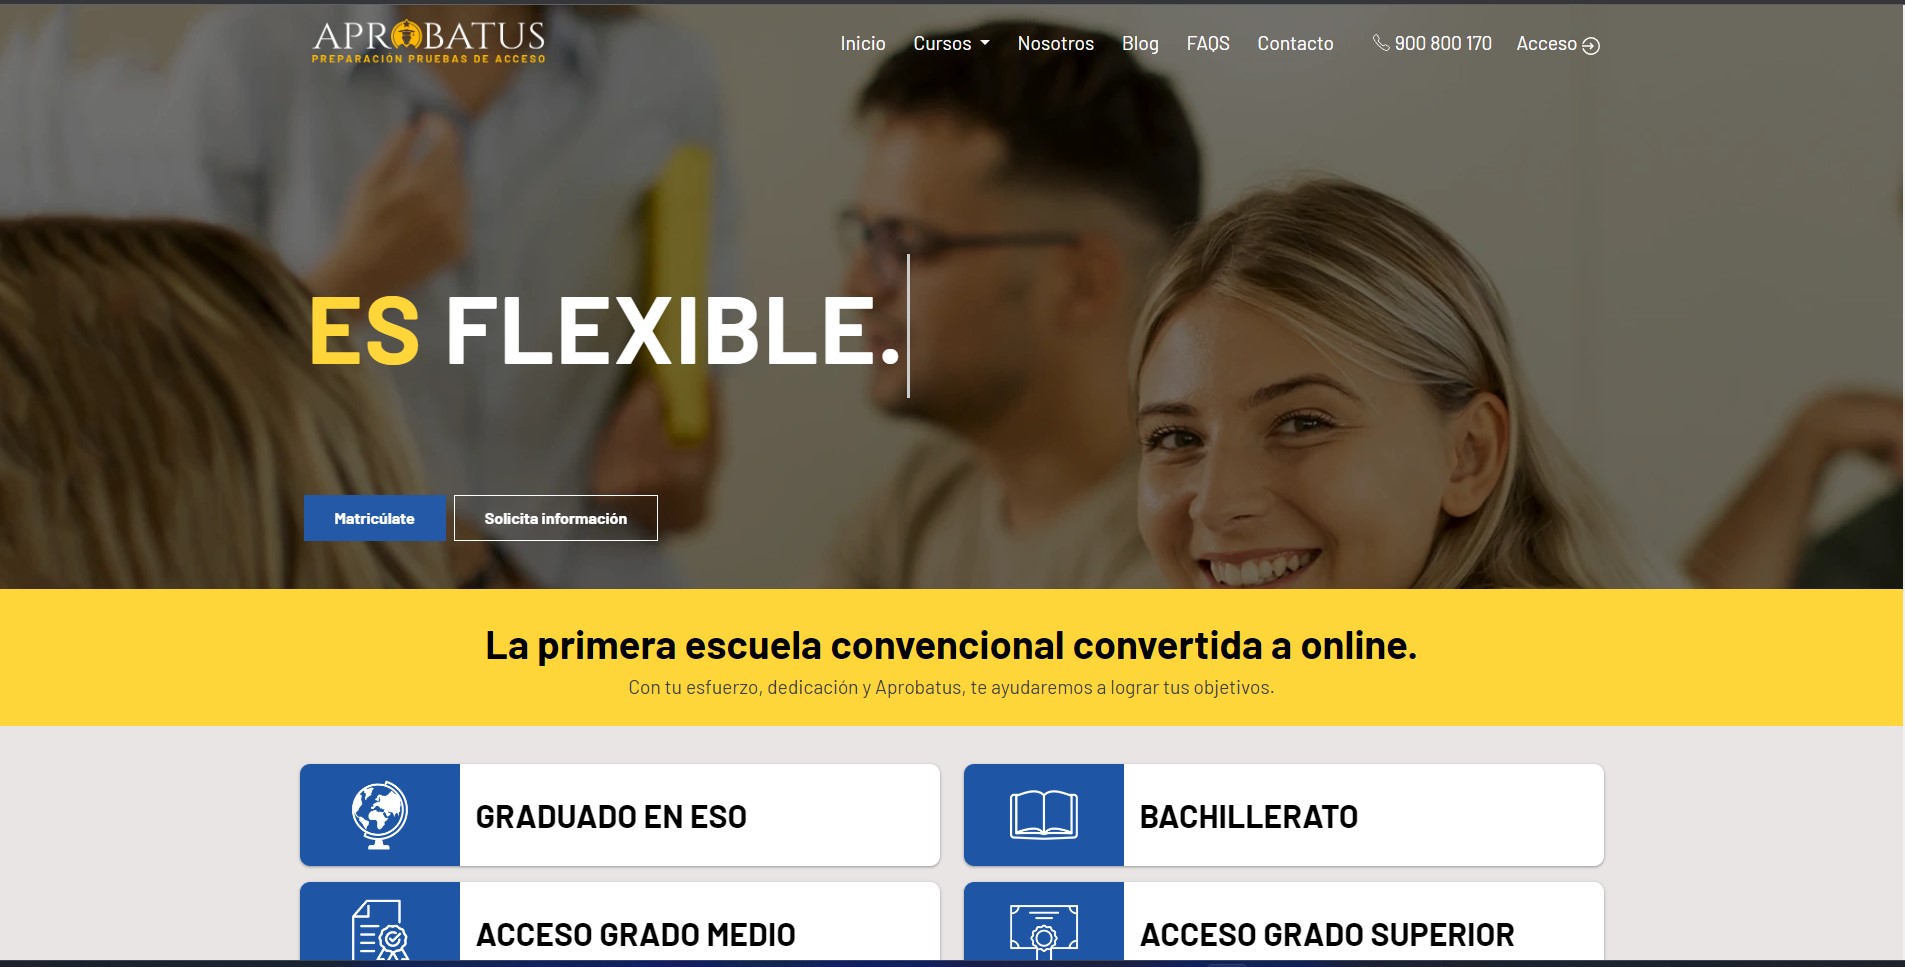 APROBATUS
PREPARACIÓN PRUEBAS DE ACCESO
Inicio Cursos Nosotros Blog FAQS Contacto 900 800 170 Acceso
ES FLEXIBLE.
Matricúlate Solicita información
La primera escuela convencional convertida a online.
Con tu esfuerzo, dedicación y Aprobatus, te ayudaremos a lograr tus objetivos.
GRADUADO EN ESO
BACHILLERATO
ACCESO GRADO MEDIO
ACCESO GRADO SUPERIOR